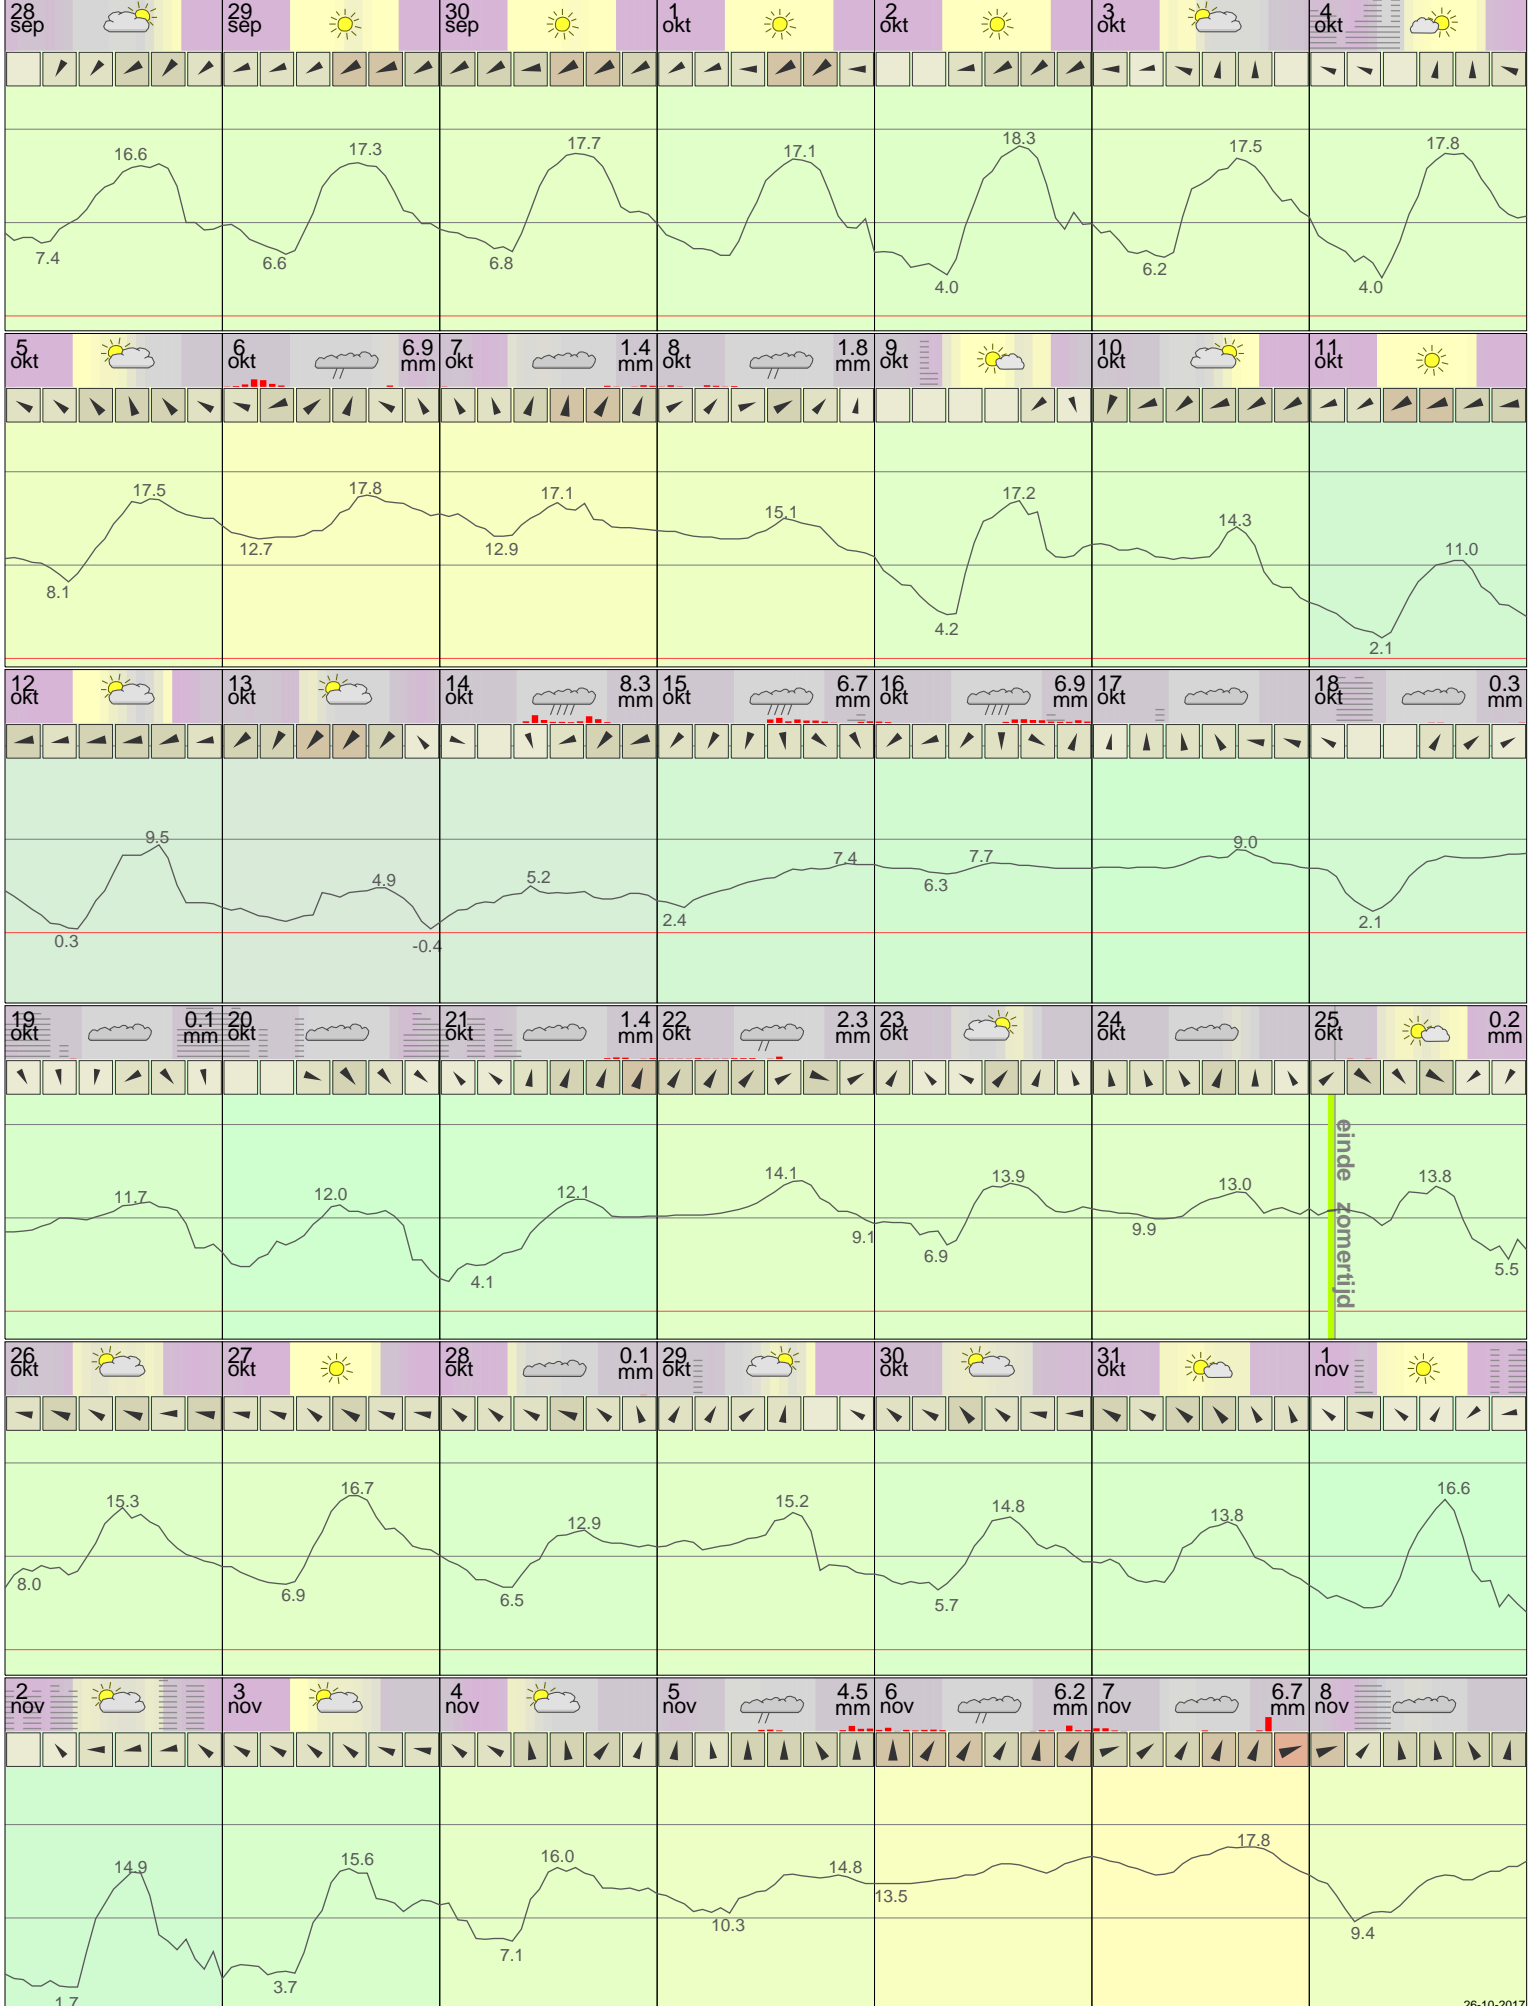 28 29 30 1 2 3 4
sep sep sep okt okt okt okt
16.6 17.3 17.7 17.1 18.3 17.5 17.8
7.4 6.6 6.8 4.0 6.2 4.0
5 6 6.9 7 1.4 8 1.8 9 10 11
okt okt mm okt mm okt mm okt okt okt
17.5 17.8 17.1 15.1 17.2 14.3 11.0
8.1 12.7 12.9 4.2 2.1
12 13 14 8.3 15 6.7 16 6.9 17 18 0.3
okt okt okt mm okt mm okt mm okt okt mm
9.5 4.9 5.2 7.4 7.7 9.0
0.3 -0.4 2.4 6.3 2.1
19 0.1 20 21 1.4 22 2.3 23 24 25 0.2
okt mm okt okt mm okt mm okt okt okt mm
11.7 12.0 12.1 14.1 13.9 13.0 13.8
4.1 9.1 6.9 9.9 5.5
einde zomertijd
26 27 28 0.1 29 30 31 1
okt okt okt mm okt okt okt nov
15.3 16.7 12.9 15.2 14.8 13.8 16.6
8.0 6.9 6.5 5.7
2 3 4 5 4.5 6 6.2 7 6.7 8
nov nov nov nov mm nov mm nov mm nov
14.9 15.6 16.0 14.8 17.8
1.7 3.7 7.1 10.3 13.5 9.4
26-10-2017